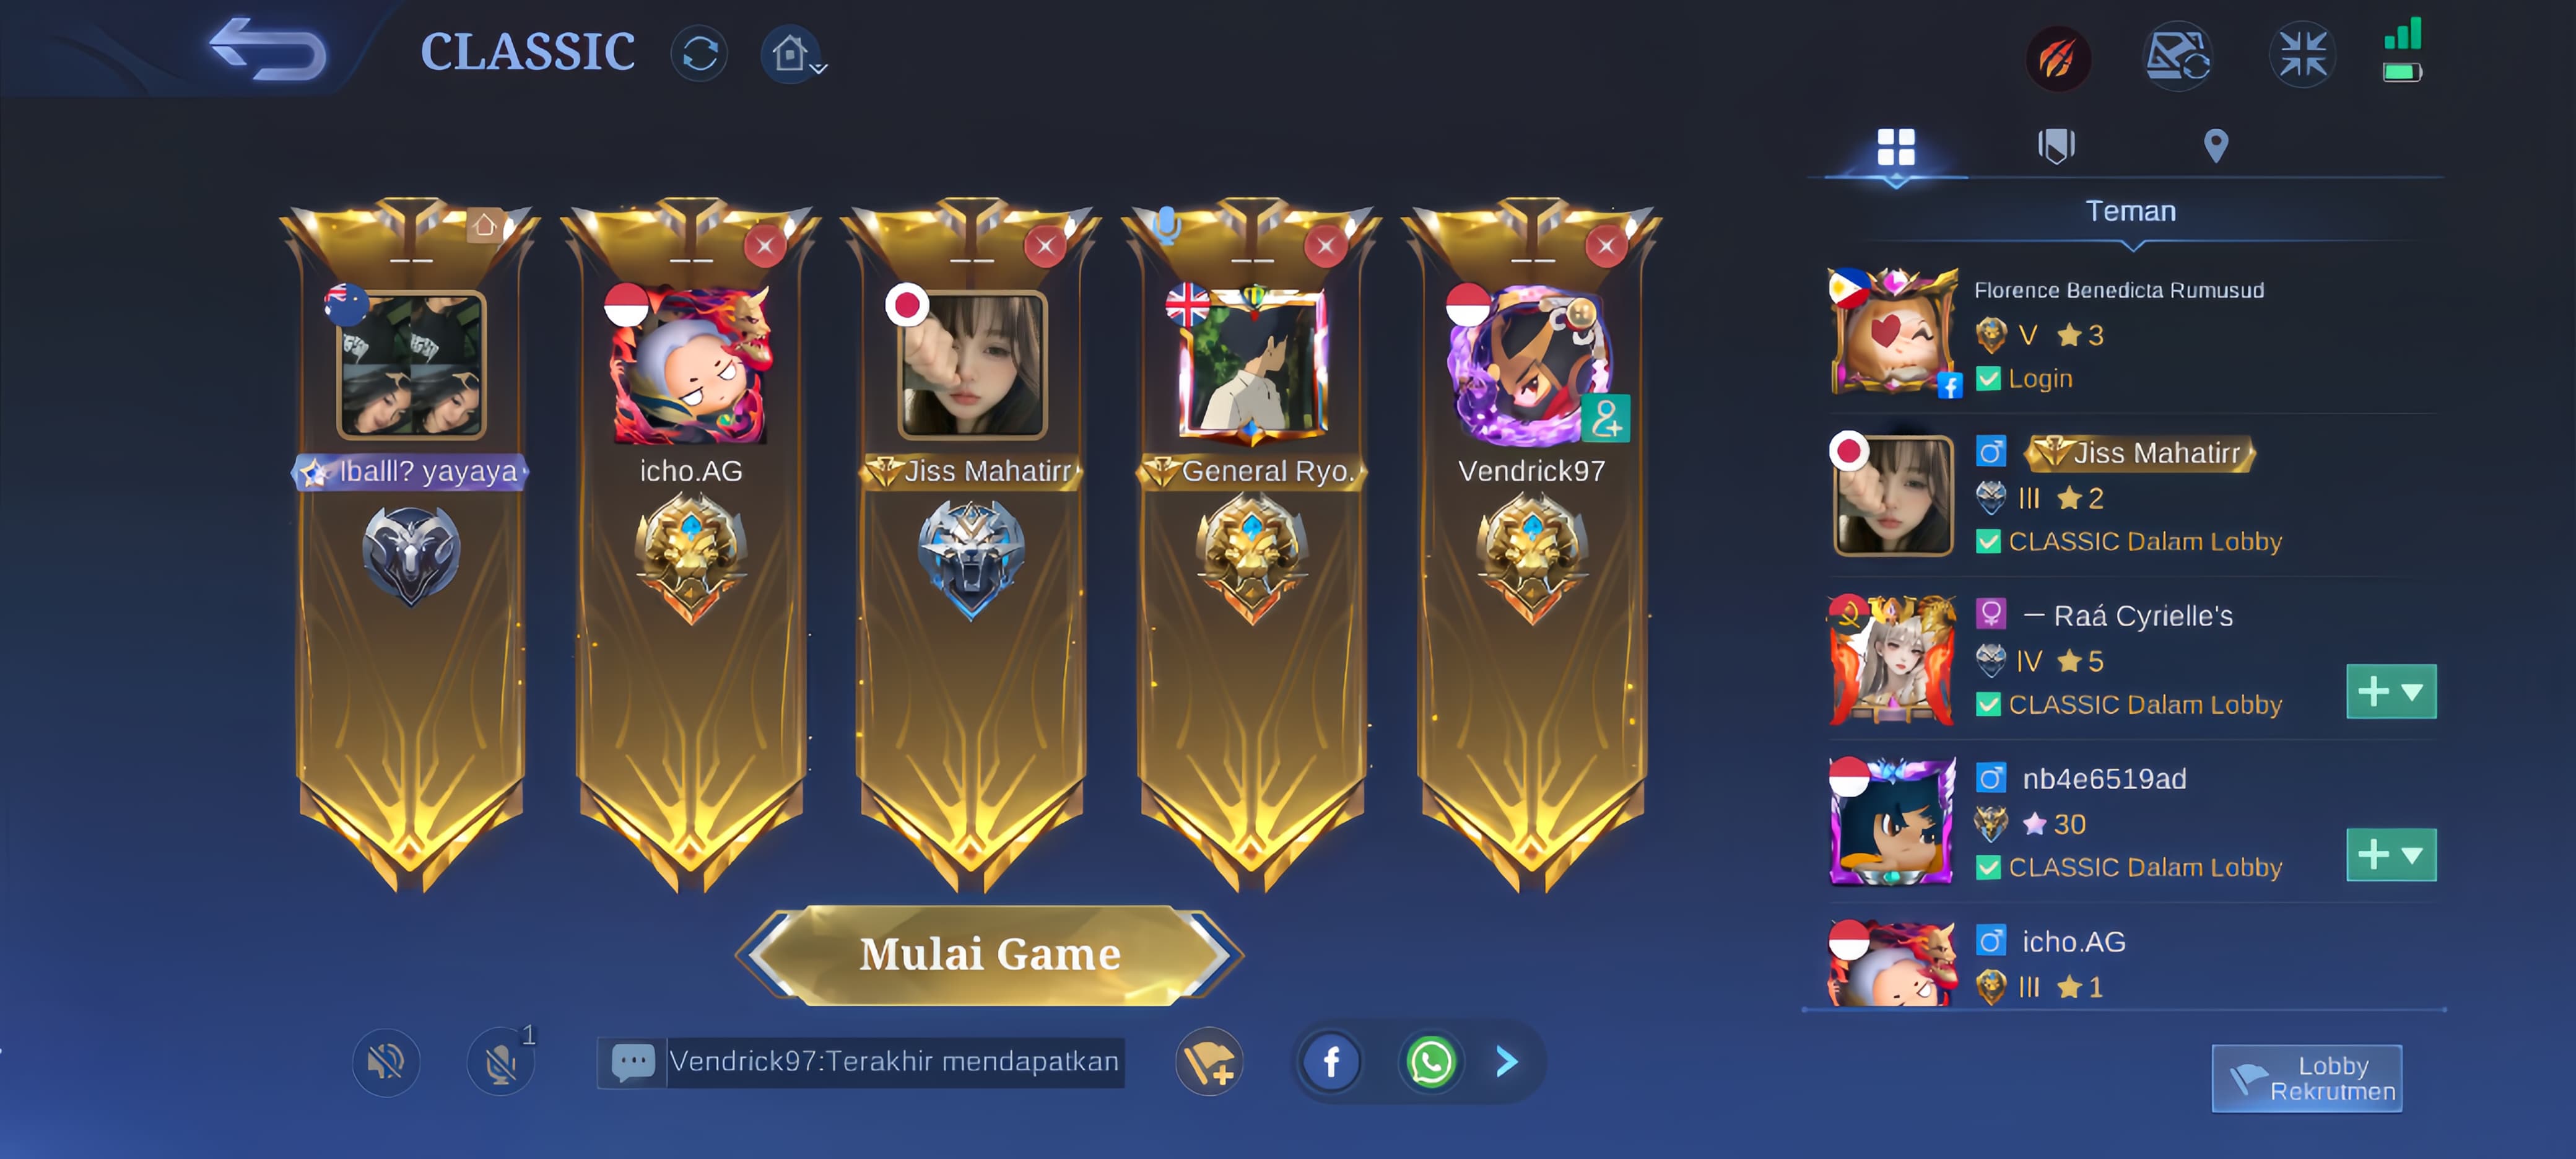 CLASSIC
Iballl? yayaya
icho.AG
Jiss Mahatirr
General Ryo.
Vendrick97
Mulai Game
1
Vendrick97:Terakhir mendapatkan
Teman
Florence Benedicta Rumusud
V 3
Login
Jiss Mahatirr
III 2
CLASSIC Dalam Lobby
— Raá Cyrielle's
IV 5
CLASSIC Dalam Lobby
nb4e6519ad
30
CLASSIC Dalam Lobby
icho.AG
III 1
Lobby
Rekrutmen